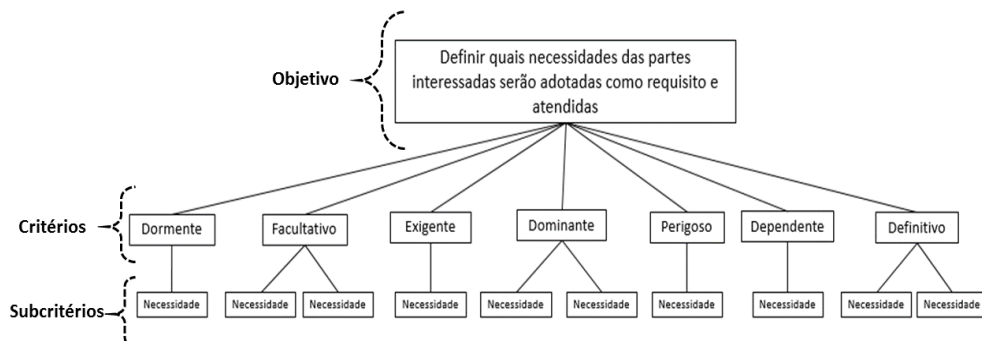 Objetivo
Definir quais necessidades das partes
interessadas serão adotadas como requisito e
atendidas
Critérios
Dormente
Facultativo
Exigente
Dominante
Perigoso
Dependente
Definitivo
Subcritérios
Necessidade
Necessidade
Necessidade
Necessidade
Necessidade
Necessidade
Necessidade
Necessidade
Necessidade
Necessidade